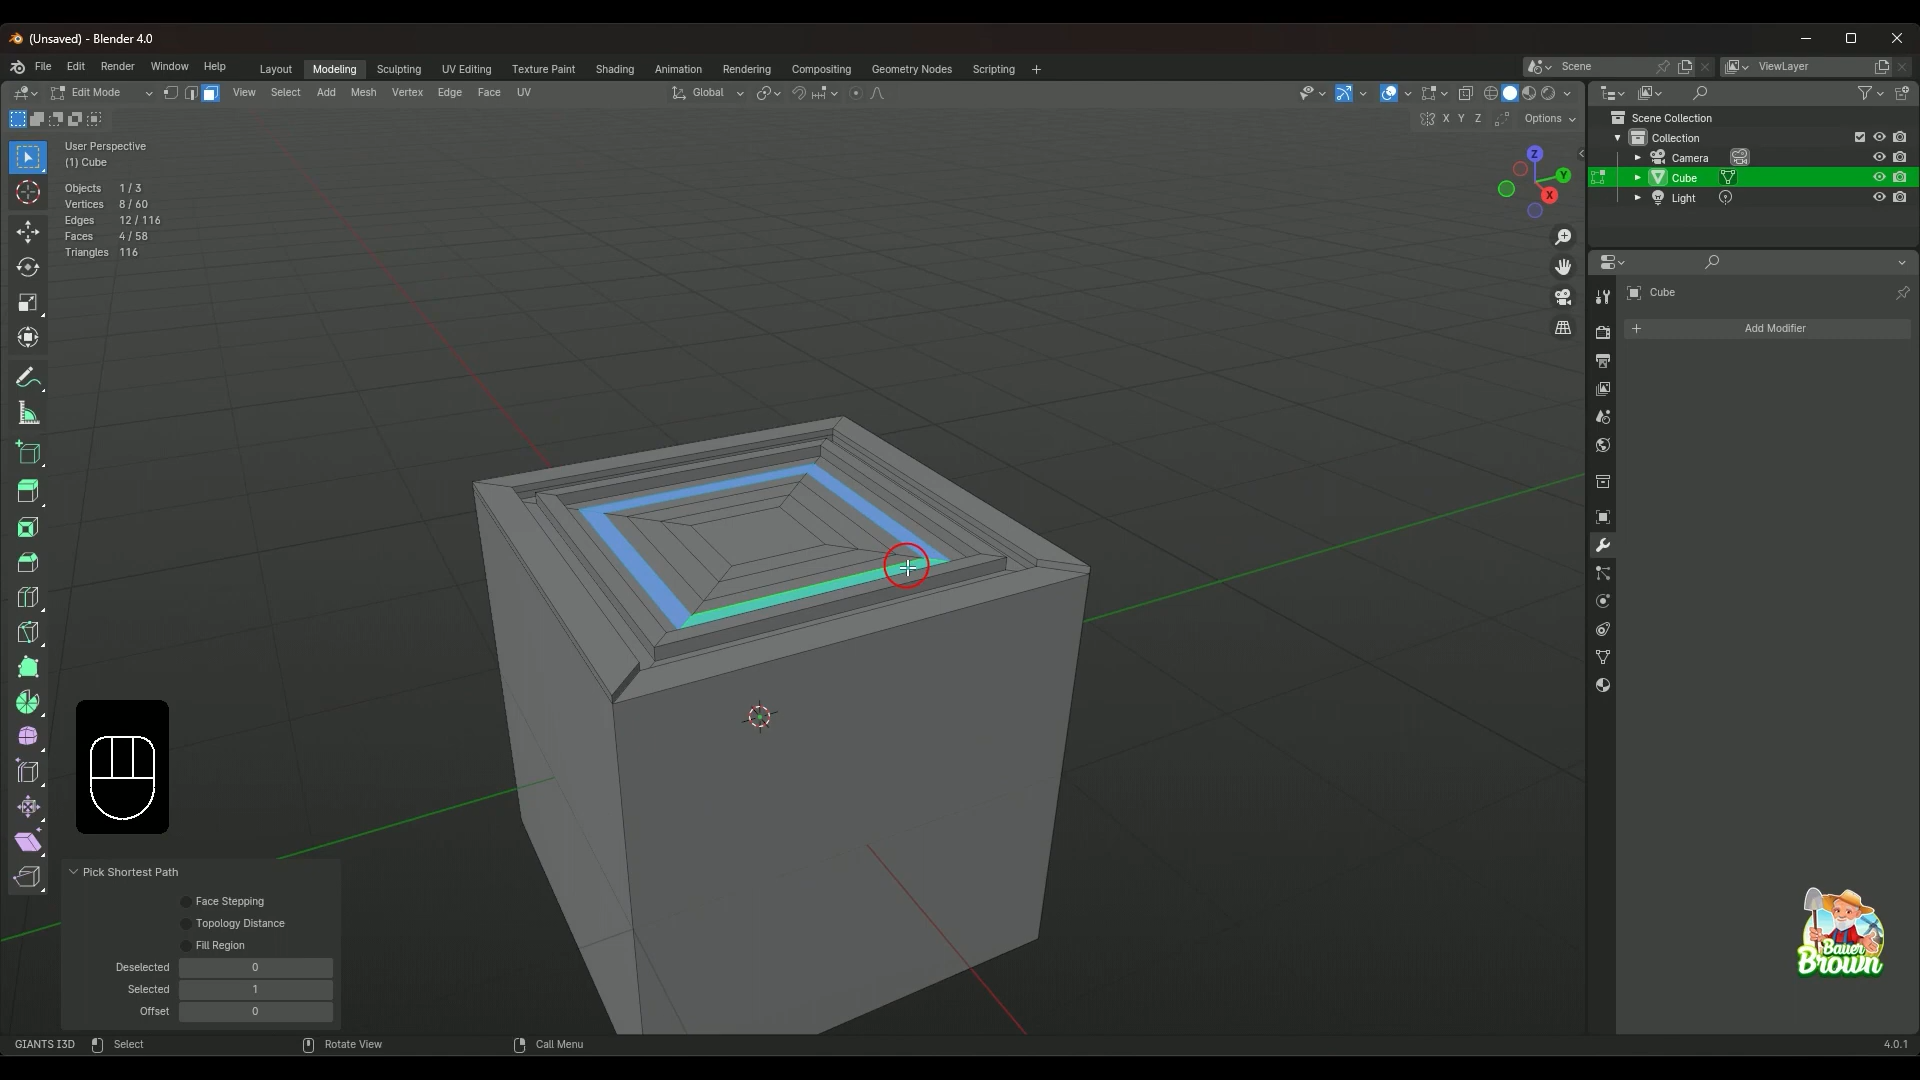 (Unsaved) - Blender 4.0
File Edit Render Window Help
Layout Modeling Sculpting UV Editing Texture Paint Shading Animation Rendering Compositing Geometry Nodes Scripting +
Scene
ViewLayer
Edit Mode
View Select Add Mesh Vertex Edge Face UV
Global
X Y Z
Options
User Perspective
(1) Cube
Objects 1 / 3
Vertices 8 / 60
Edges 12 / 116
Faces 4 / 58
Triangles 116
Z
Y
X
Scene Collection
Collection
Camera
Cube
Light
Cube
+ Add Modifier
Pick Shortest Path
Face Stepping
Topology Distance
Fill Region
Deselected 0
Selected 1
Offset 0
Bauer
Brown
GIANTS I3D Select Rotate View Call Menu
4.0.1